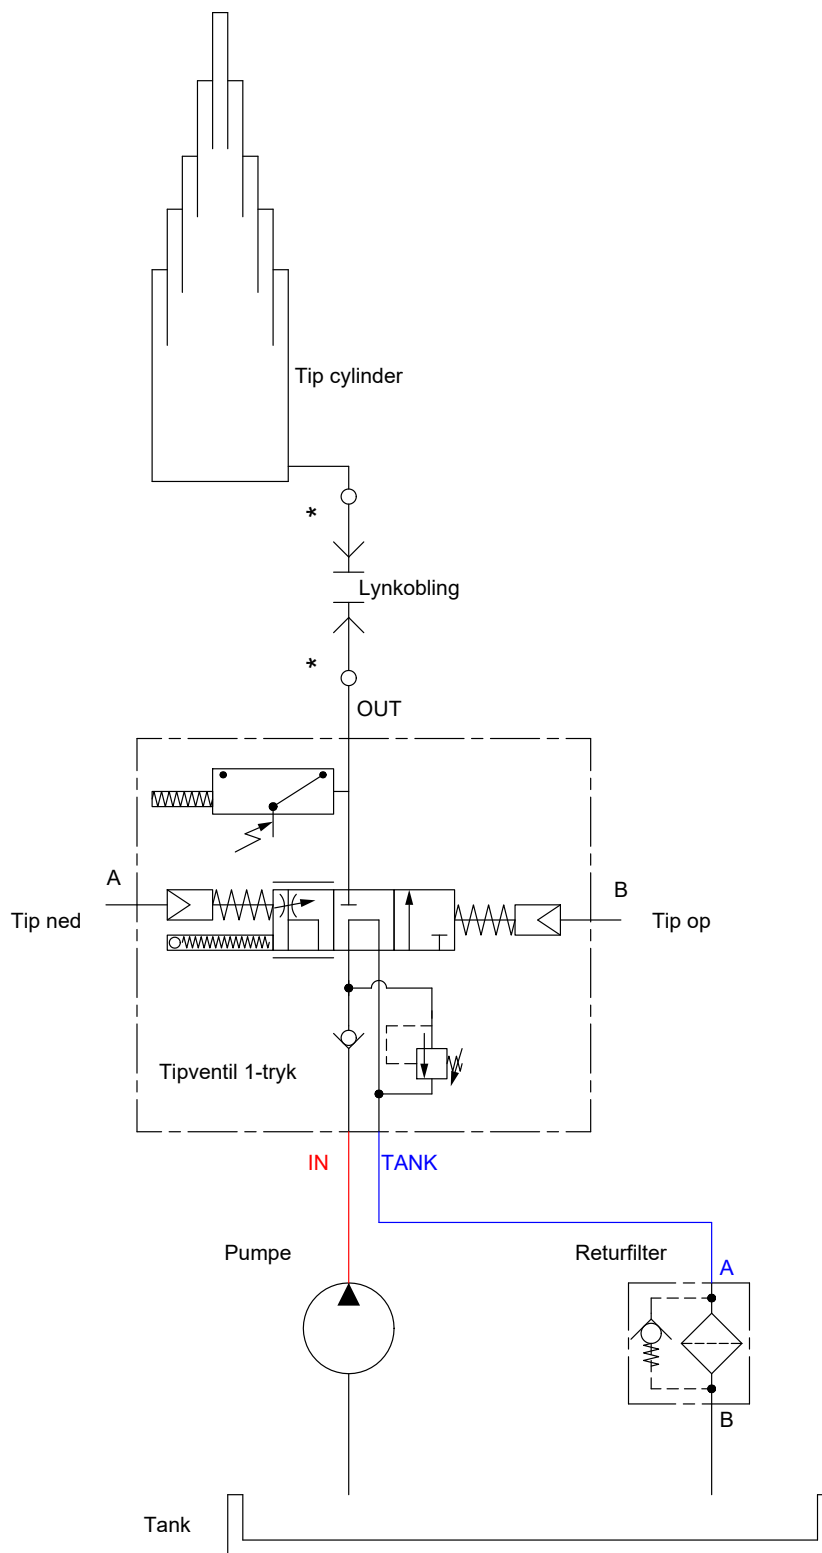 Tip cylinder
*
Lynkobling
*
OUT
A
B
Tip ned
Tip op
Tipventil 1-tryk
IN
TANK
Pumpe
Returfilter
A
B
Tank